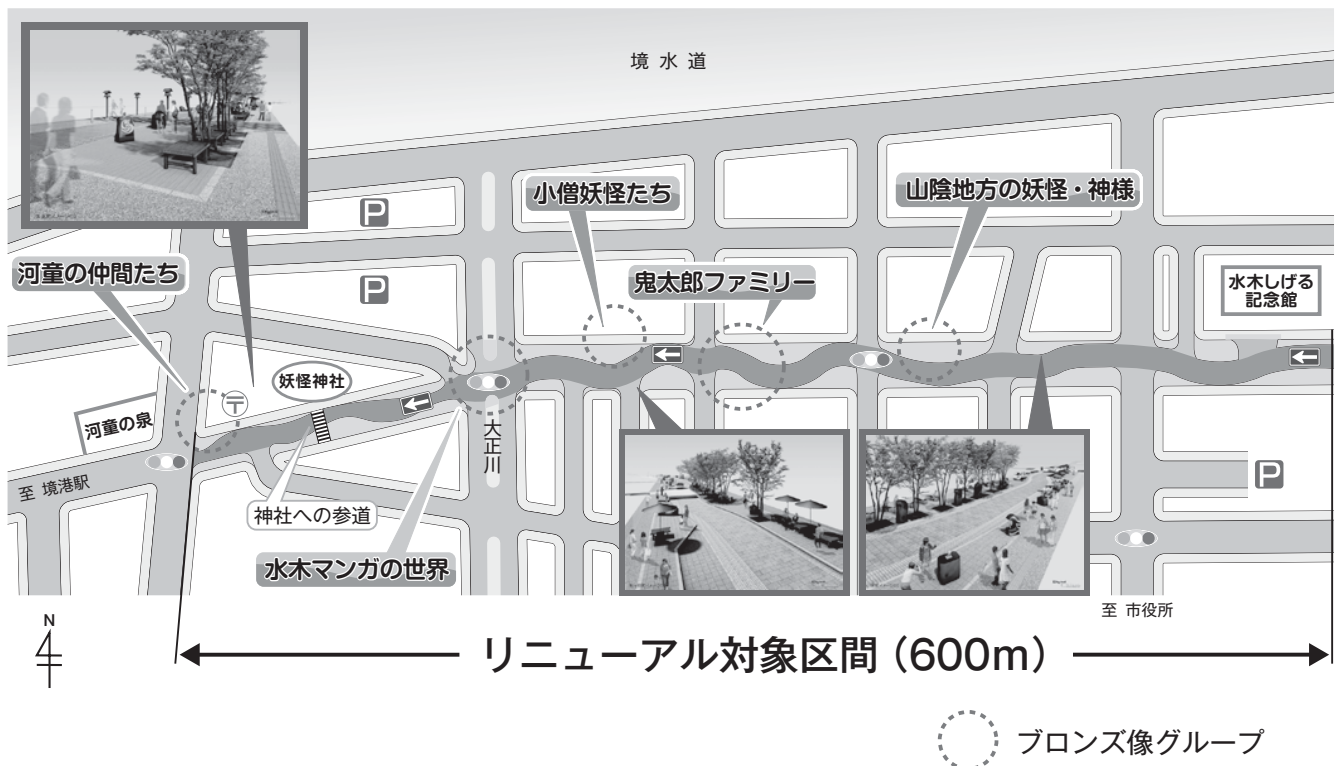 境水道
小僧妖怪たち
山陰地方の妖怪・神様
P
河童の仲間たち
鬼太郎ファミリー
P
水木しげる
記念館
妖怪神社
〒
河童の泉
大正川
至 境港駅
神社への参道
水木マンガの世界
P
至 市役所
N
リニューアル対象区間（600m）
ブロンズ像グループ